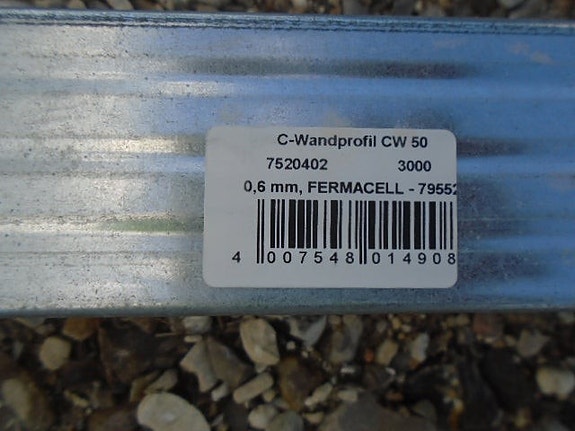 C-Wandprofil CW 50
7520402 3000
0,6 mm, FERMACELL - 79552
4 007548 014908